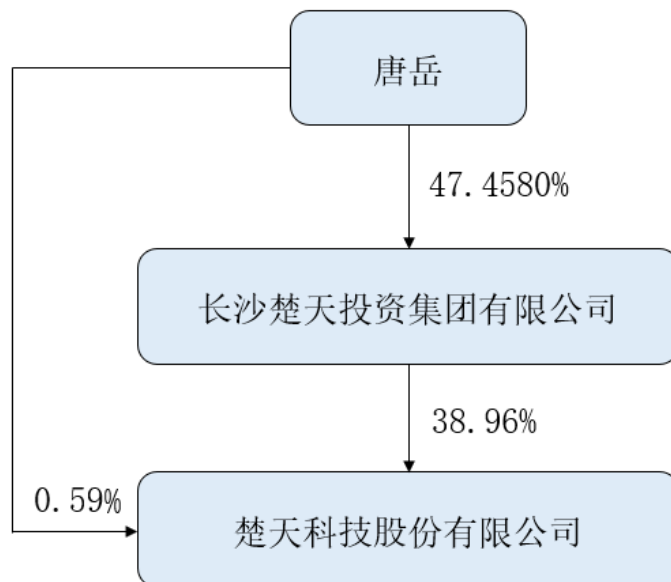 唐岳
47.4580%
长沙楚天投资集团有限公司
38.96%
0.59%
楚天科技股份有限公司